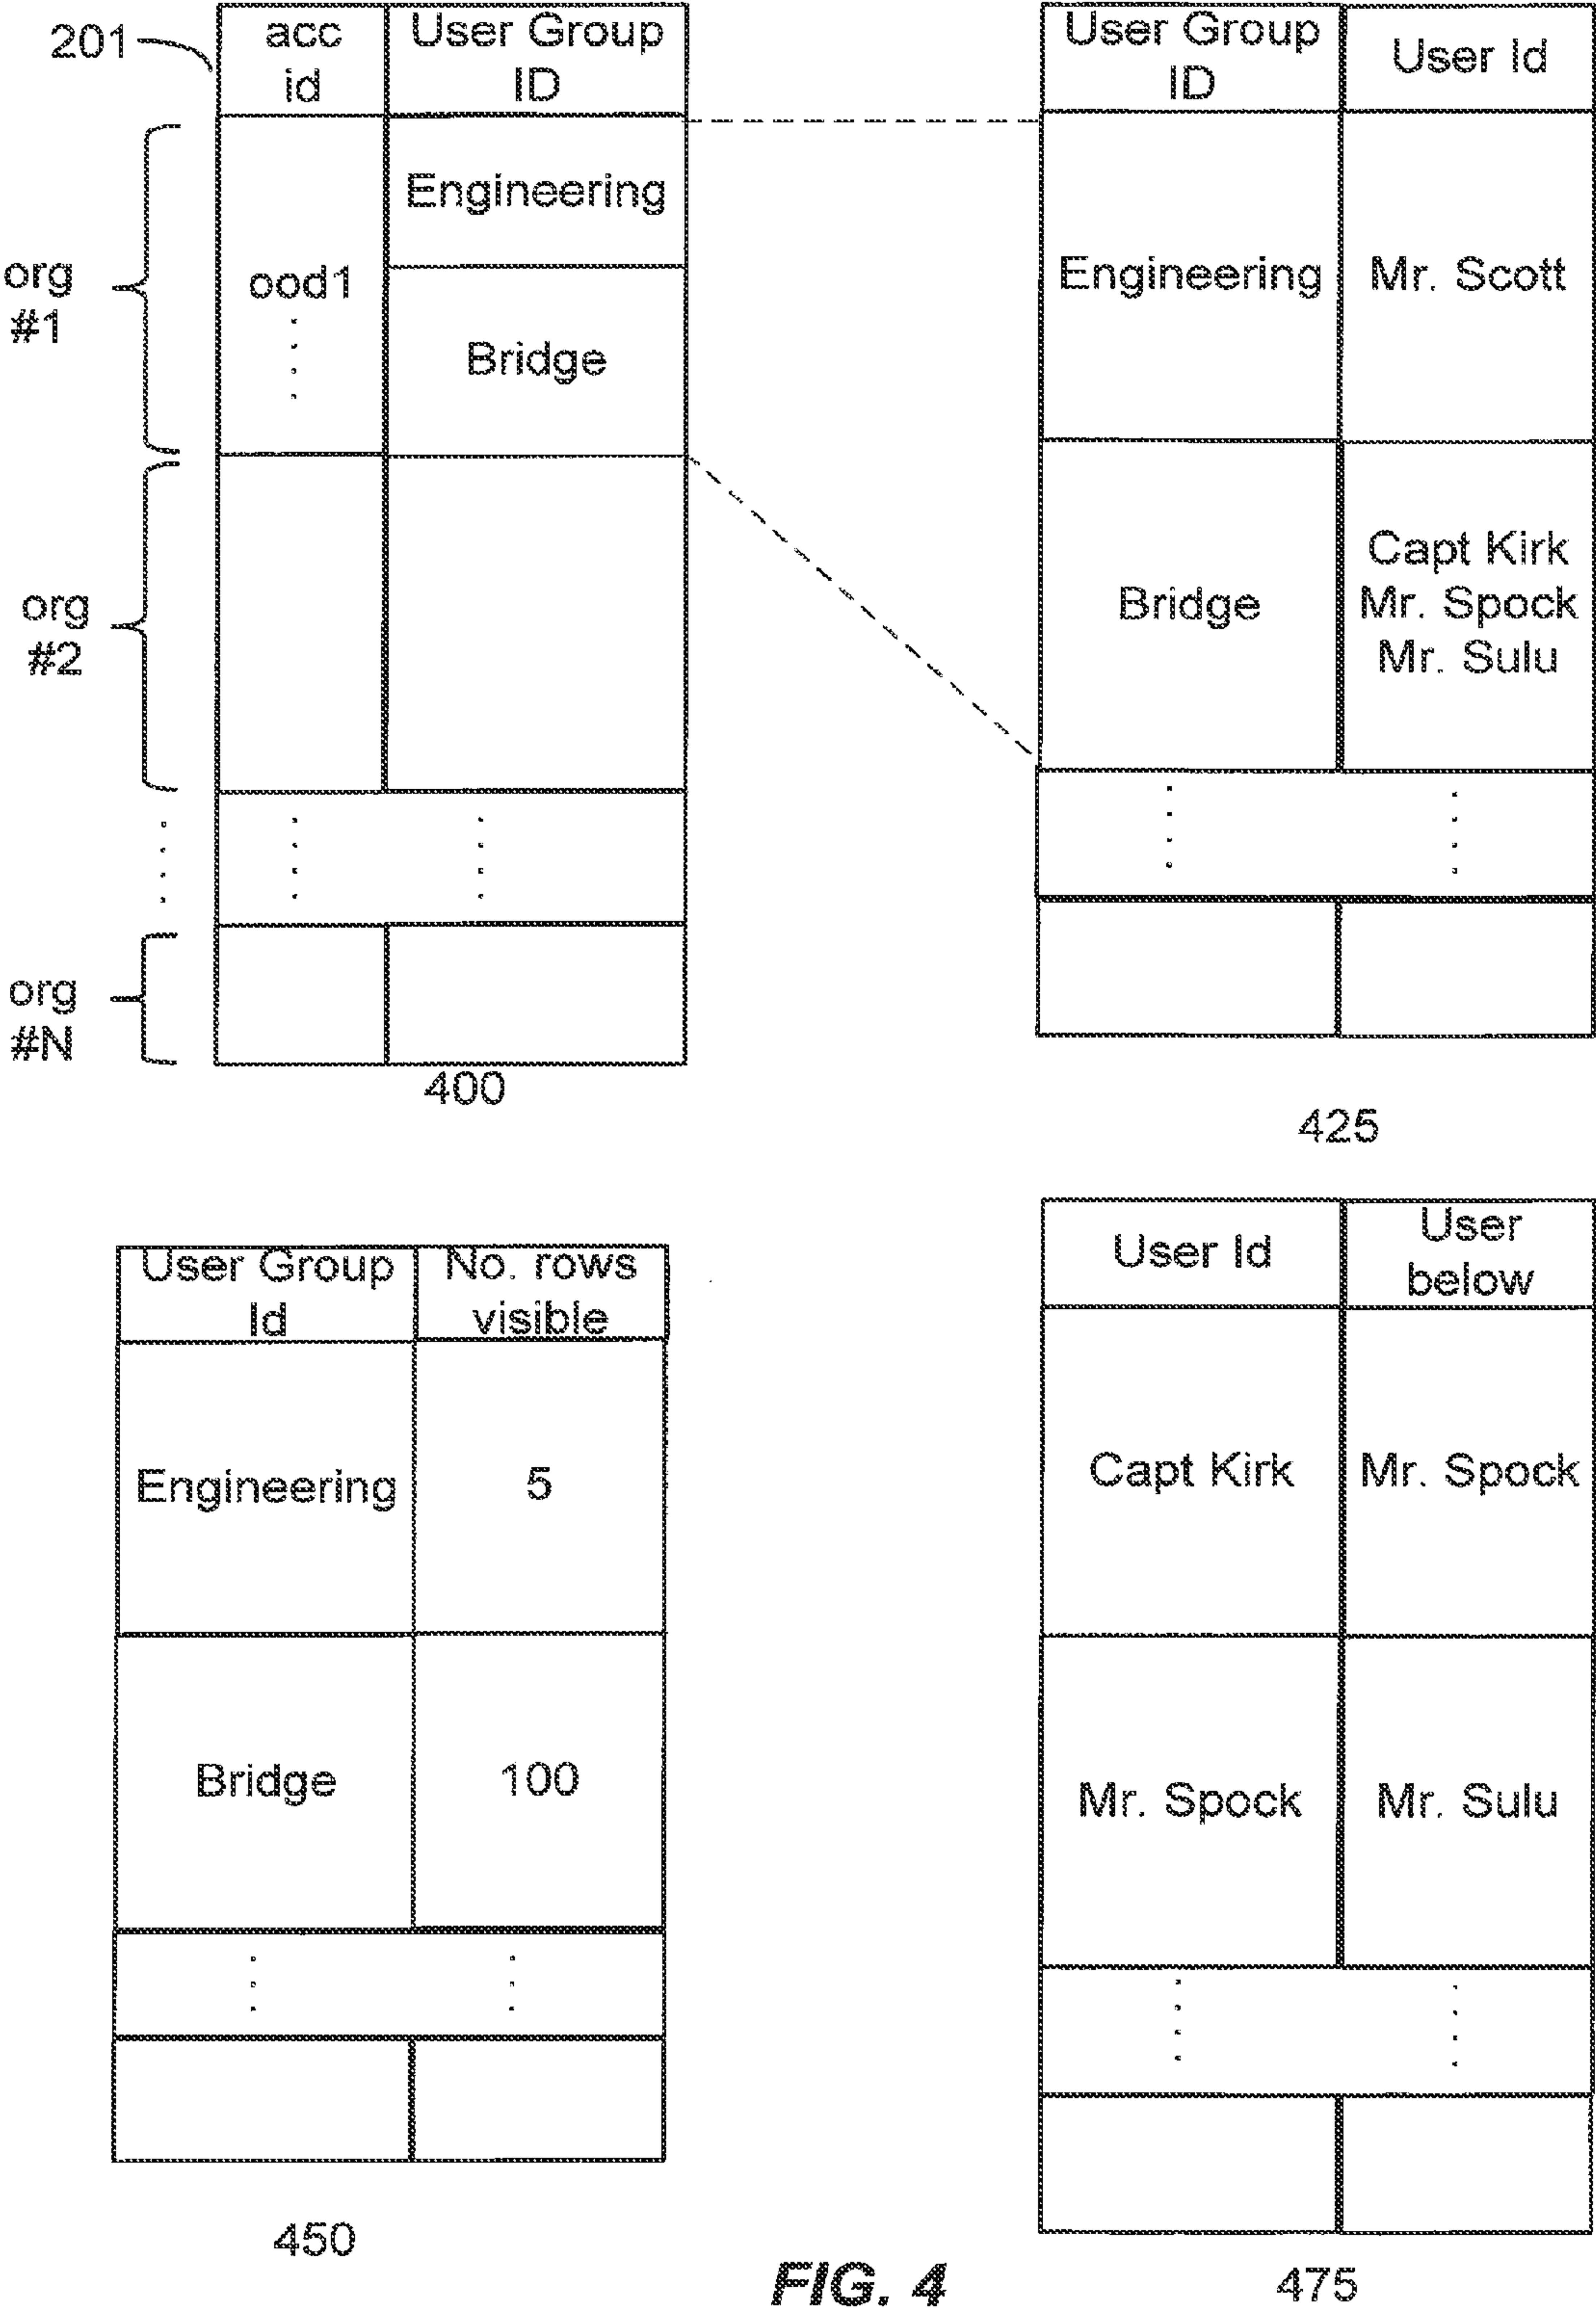 201
acc
id
User Group
ID
org
#1
ood1
Engineering
Bridge
org
#2
org
#N
400
User Group
ID
User Id
Engineering
Mr. Scott
Bridge
Capt Kirk
Mr. Spock
Mr. Sulu
425
User Group
Id
No. rows
visible
Engineering
5
Bridge
100
450
User Id
User
below
Capt Kirk
Mr. Spock
Mr. Spock
Mr. Sulu
475
FIG. 4